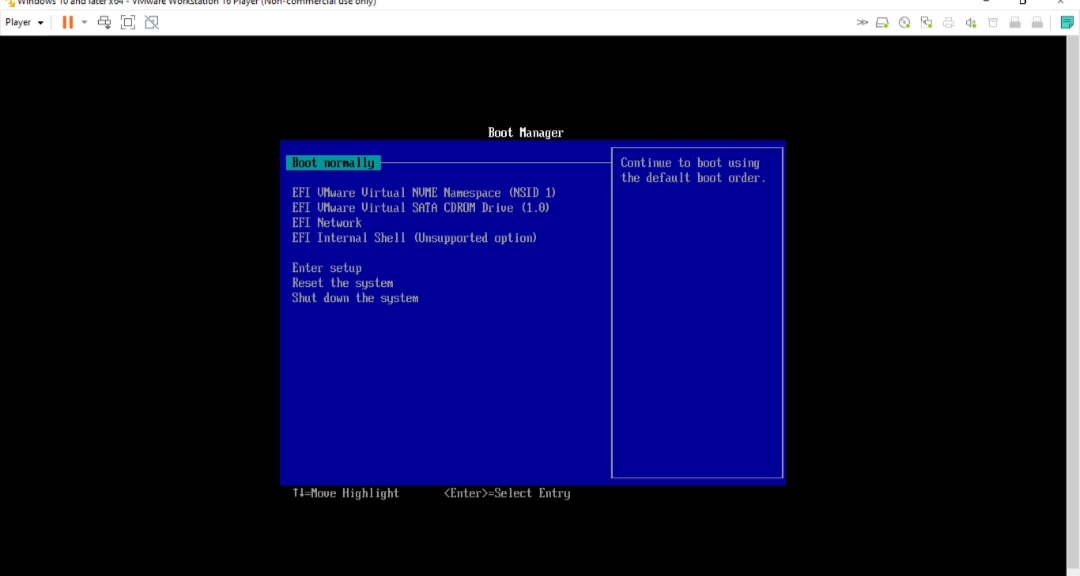 Windows 10 and later x64 - VMware Workstation 16 Player (Non-commercial use only)
Player
Boot Manager
Boot normally
EFI VMware Virtual NVME Namespace (NSID 1)
EFI VMware Virtual SATA CDROM Drive (1.0)
EFI Network
EFI Internal Shell (Unsupported option)
Enter setup
Reset the system
Shut down the system
Continue to boot using
the default boot order.
↑↓=Move Highlight <Enter>=Select Entry